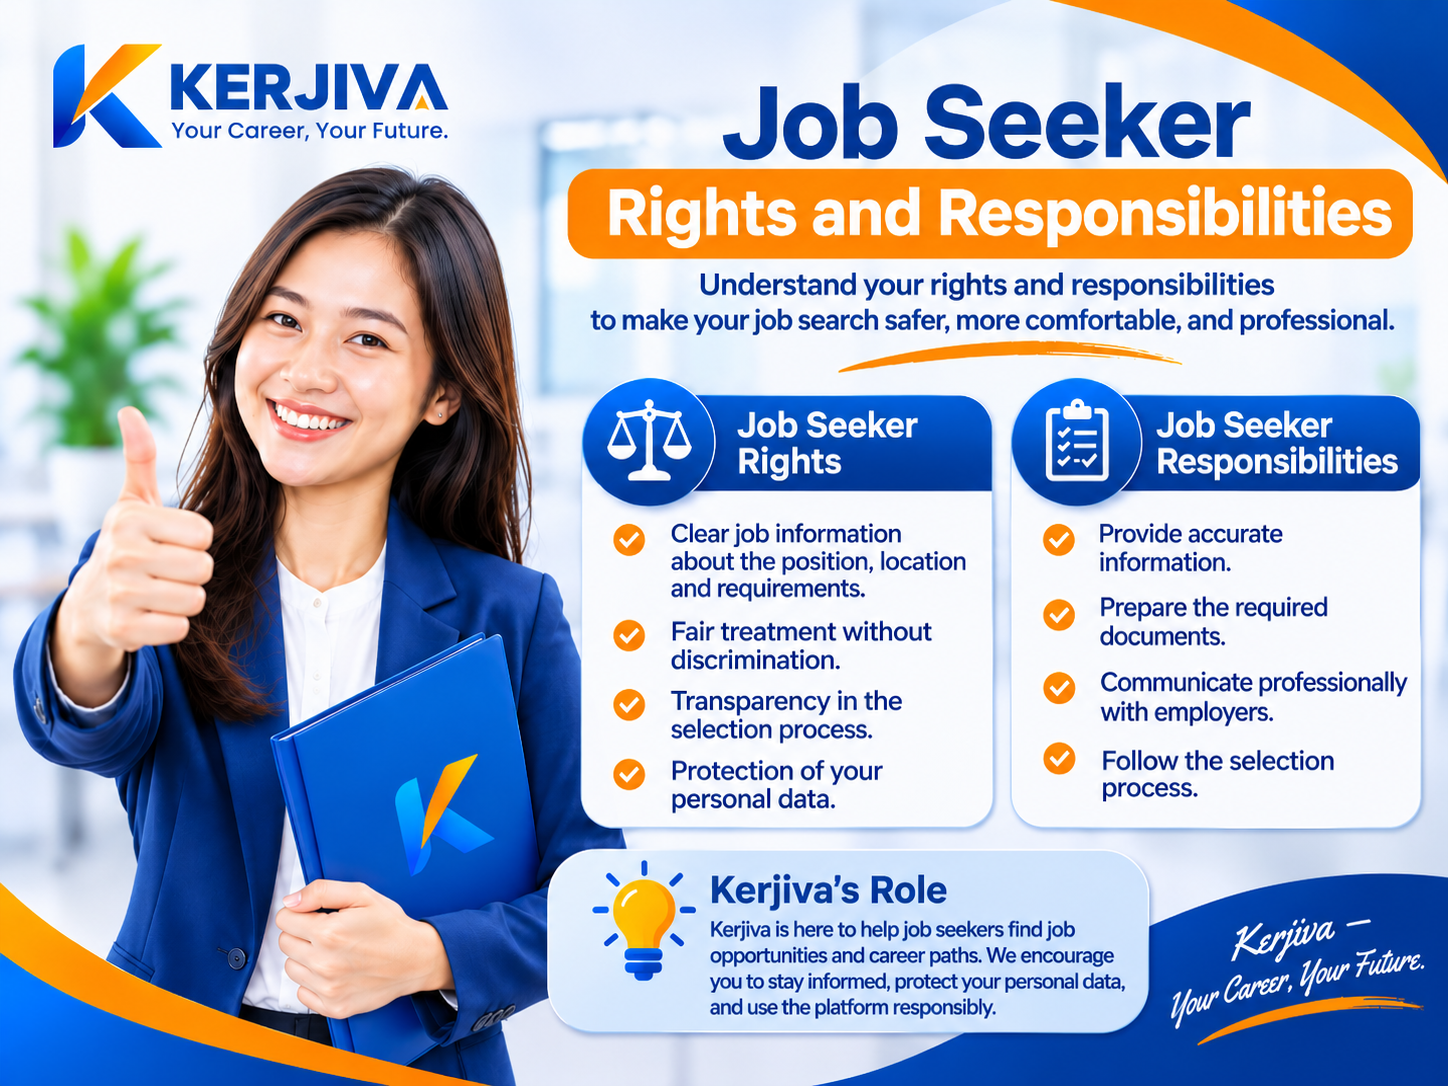 KERJIVA
Your Career, Your Future.
Job Seeker
Rights and Responsibilities
Understand your rights and responsibilities
to make your job search safer, more comfortable, and professional.
Job Seeker
Rights
Clear job information
about the position, location
and requirements.
Fair treatment without
discrimination.
Transparency in the
selection process.
Protection of your
personal data.
Job Seeker
Responsibilities
Provide accurate
information.
Prepare the required
documents.
Communicate professionally
with employers.
Follow the selection
process.
Kerjiva’s Role
Kerjiva is here to help job seekers find job
opportunities and career paths. We encourage
you to stay informed, protect your personal data,
and use the platform responsibly.
Kerjiva —
Your Career, Your Future.